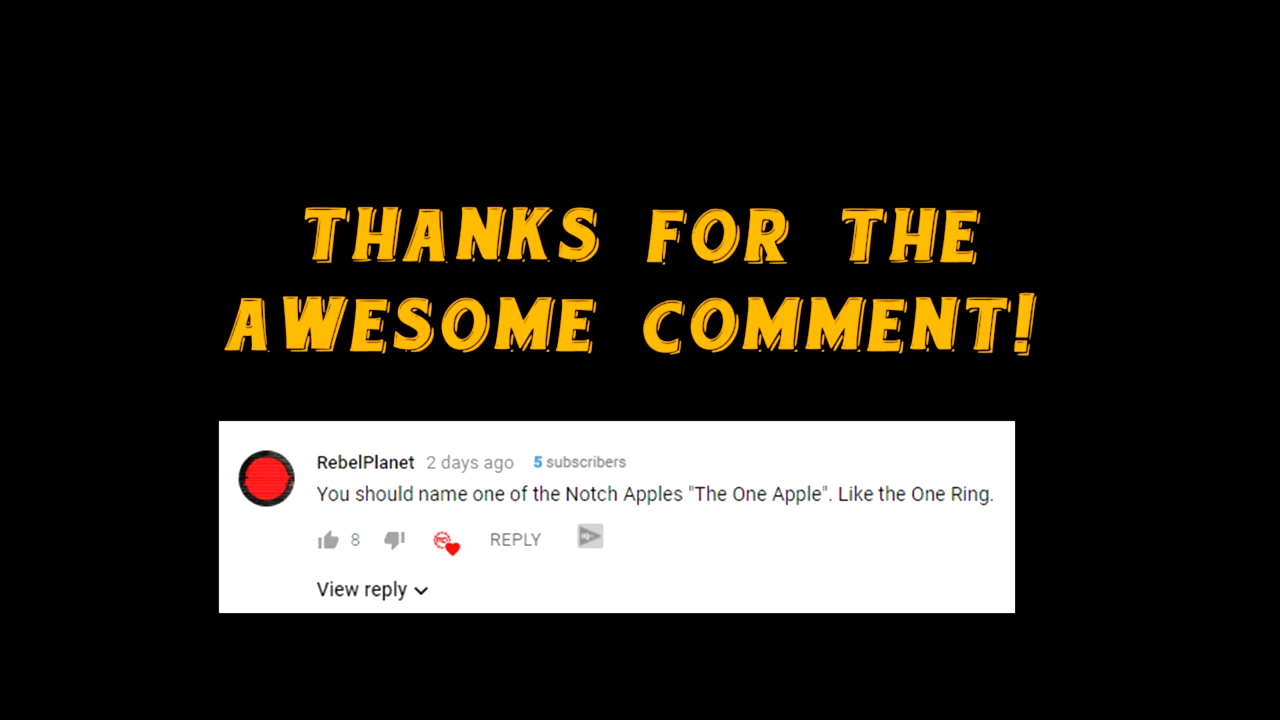 THANKS FOR THE
AWESOME COMMENT!
RebelPlanet 2 days ago 5 subscribers
You should name one of the Notch Apples "The One Apple". Like the One Ring.
8 REPLY
View reply